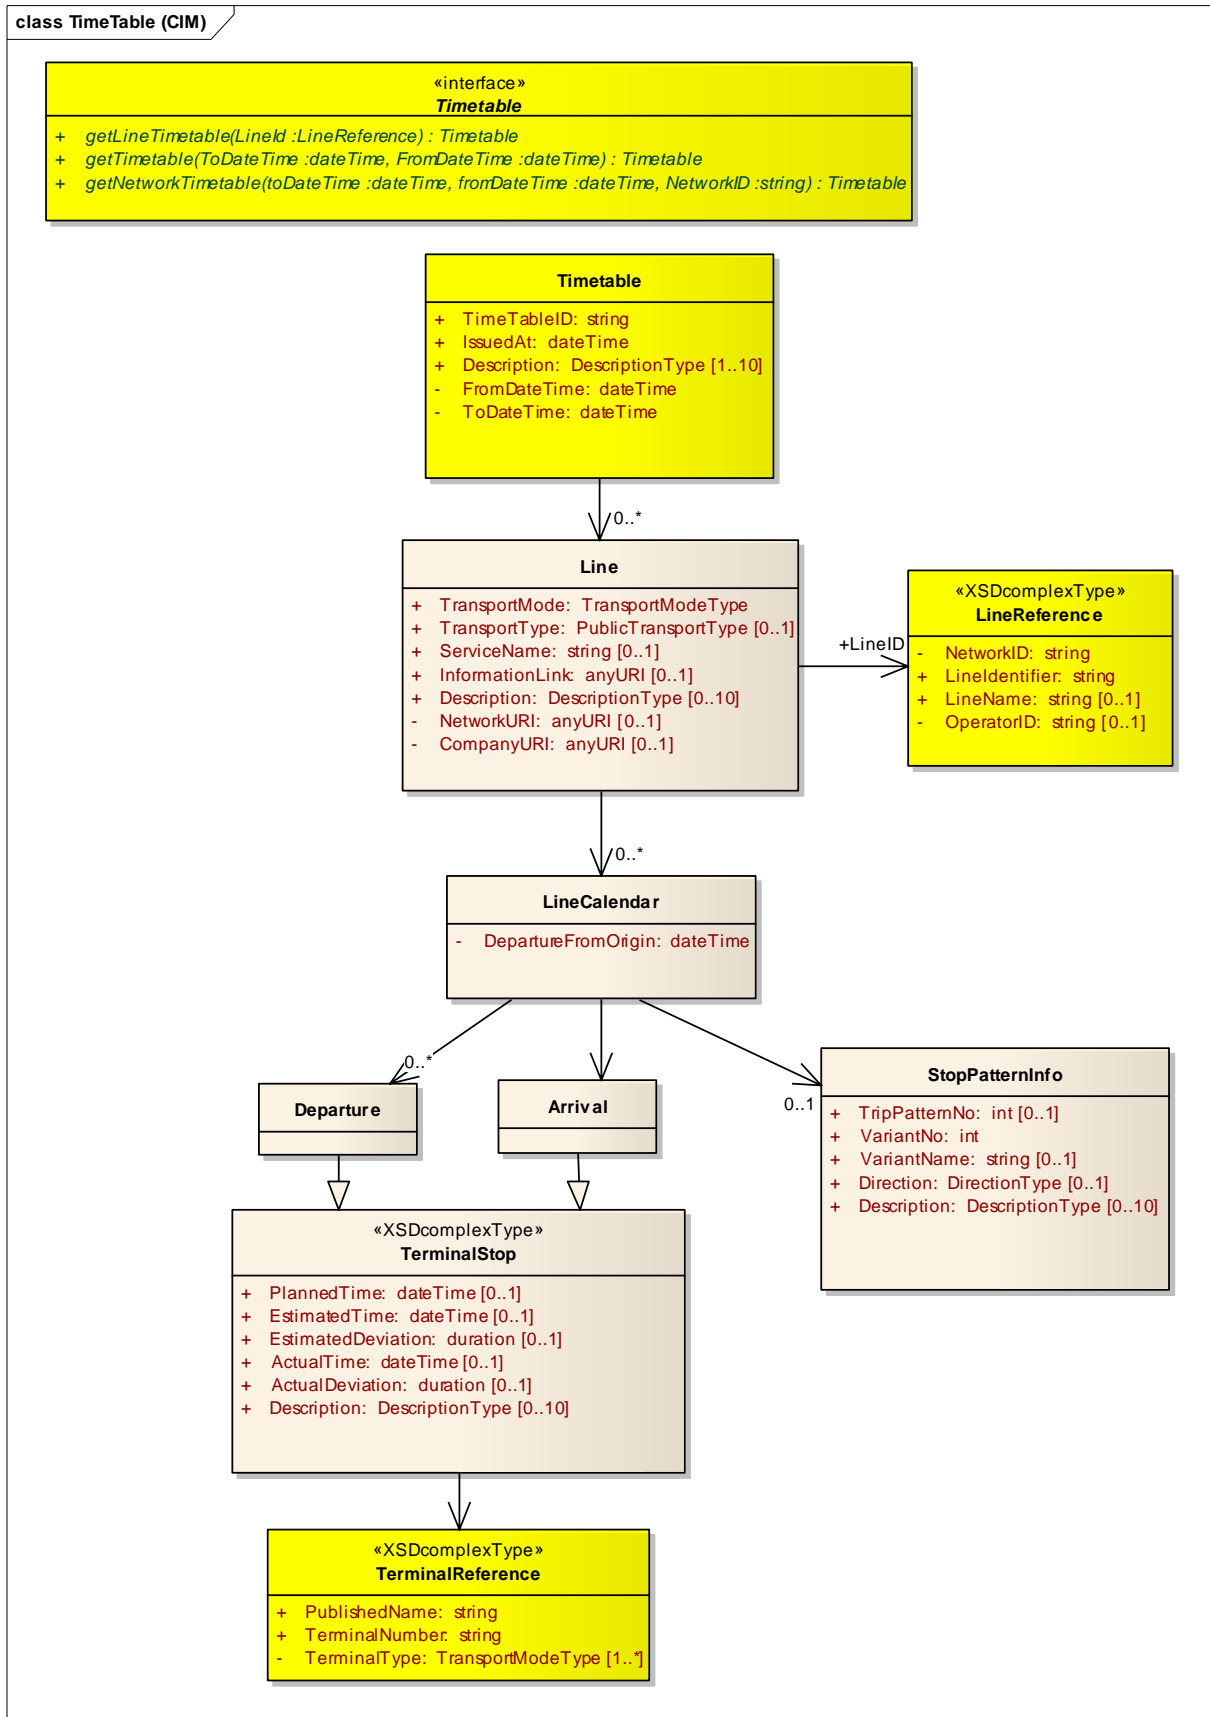 class TimeTable (CIM)
«interface»
Timetable
+ getLineTimetable(LineId :LineReference) : Timetable
+ getTimetable(ToDateTime :dateTime, FromDateTime :dateTime) : Timetable
+ getNetworkTimetable(toDateTime :dateTime, fromDateTime :dateTime, NetworkID :string) : Timetable
Timetable
+ TimeTableID: string
+ IssuedAt: dateTime
+ Description: DescriptionType [1..10]
- FromDateTime: dateTime
- ToDateTime: dateTime
0..*
Line
+ TransportMode: TransportModeType
+ TransportType: PublicTransportType [0..1]
+ ServiceName: string [0..1]
+ InformationLink: anyURI [0..1]
+ Description: DescriptionType [0..10]
- NetworkURI: anyURI [0..1]
- CompanyURI: anyURI [0..1]
+LineID
«XSDcomplexType»
LineReference
- NetworkID: string
+ LineIdentifier: string
+ LineName: string [0..1]
- OperatorID: string [0..1]
0..*
LineCalendar
- DepartureFromOrigin: dateTime
0..*
0..1
Departure
Arrival
StopPatternInfo
+ TripPatternNo: int [0..1]
+ VariantNo: int
+ VariantName: string [0..1]
+ Direction: DirectionType [0..1]
+ Description: DescriptionType [0..10]
«XSDcomplexType»
TerminalStop
+ PlannedTime: dateTime [0..1]
+ EstimatedTime: dateTime [0..1]
+ EstimatedDeviation: duration [0..1]
+ ActualTime: dateTime [0..1]
+ ActualDeviation: duration [0..1]
+ Description: DescriptionType [0..10]
«XSDcomplexType»
TerminalReference
+ PublishedName: string
+ TerminalNumber: string
- TerminalType: TransportModeType [1..*]